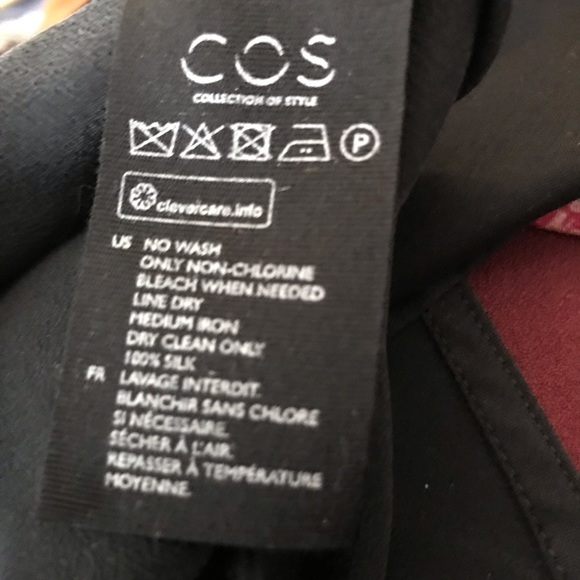 COS
COLLECTION OF STYLE
P
clevercare.info
US NO WASH
ONLY NON-CHLORINE
BLEACH WHEN NEEDED
LINE DRY
MEDIUM IRON
DRY CLEAN ONLY
100% SILK
FR LAVAGE INTERDIT.
BLANCHIR SANS CHLORE
SI NÉCESSAIRE.
SÉCHER À L'AIR.
REPASSER À TEMPÉRATURE
MOYENNE.